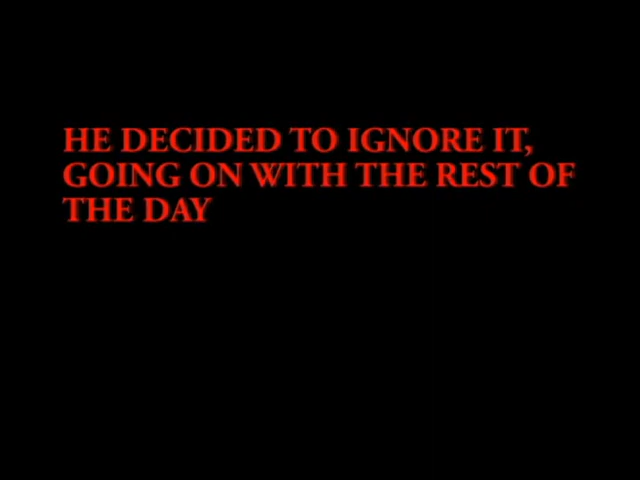 HE DECIDED TO IGNORE IT,
GOING ON WITH THE REST OF
THE DAY